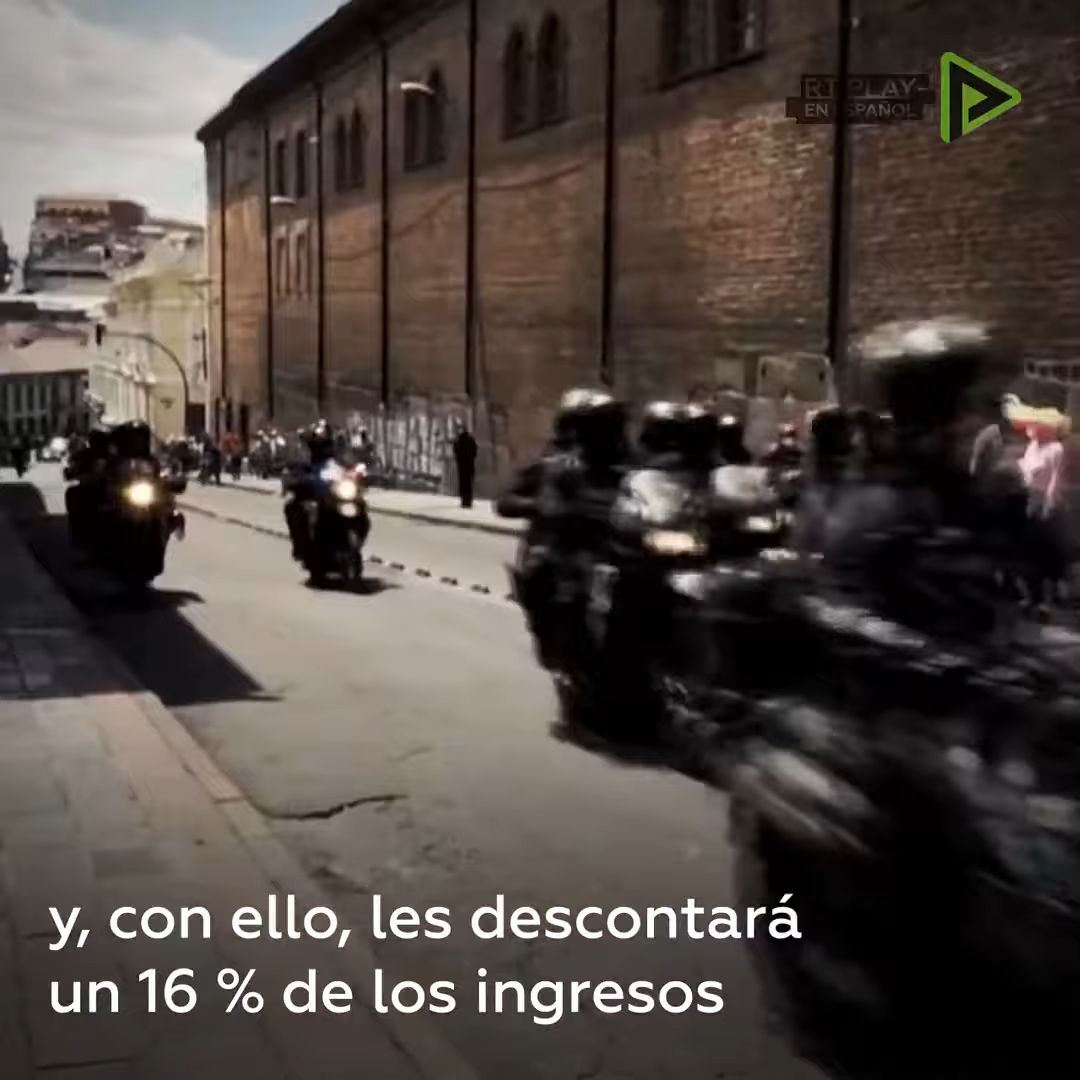 RT PLAY
EN ESPAÑOL
y, con ello, les descontará
un 16 % de los ingresos